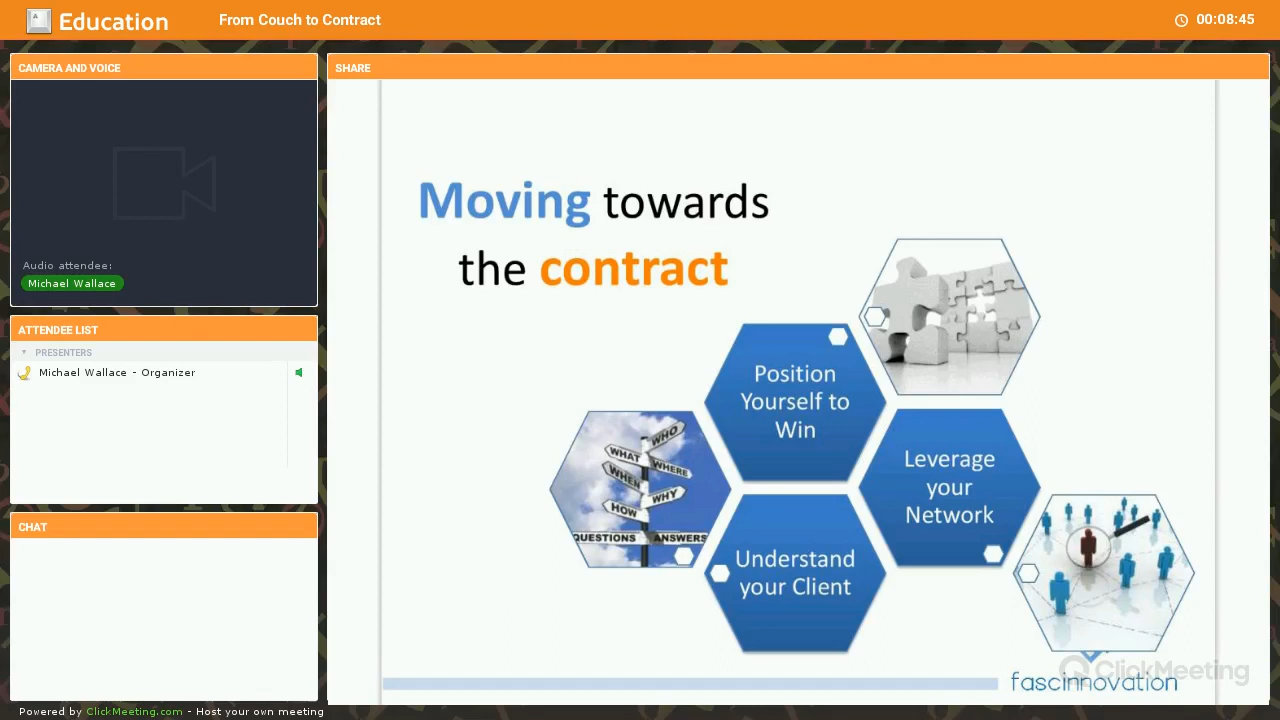 Education
From Couch to Contract
00:08:45
CAMERA AND VOICE
Audio attendee:
Michael Wallace
ATTENDEE LIST
PRESENTERS
Michael Wallace - Organizer
CHAT
Powered by ClickMeeting.com - Host your own meeting
SHARE
Moving towards
the contract
Position
Yourself to
Win
Leverage
your
Network
Understand
your Client
WHO
WHAT
WHERE
WHEN
WHY
HOW
QUESTIONS ANSWERS
ClickMeeting
fascinnovation